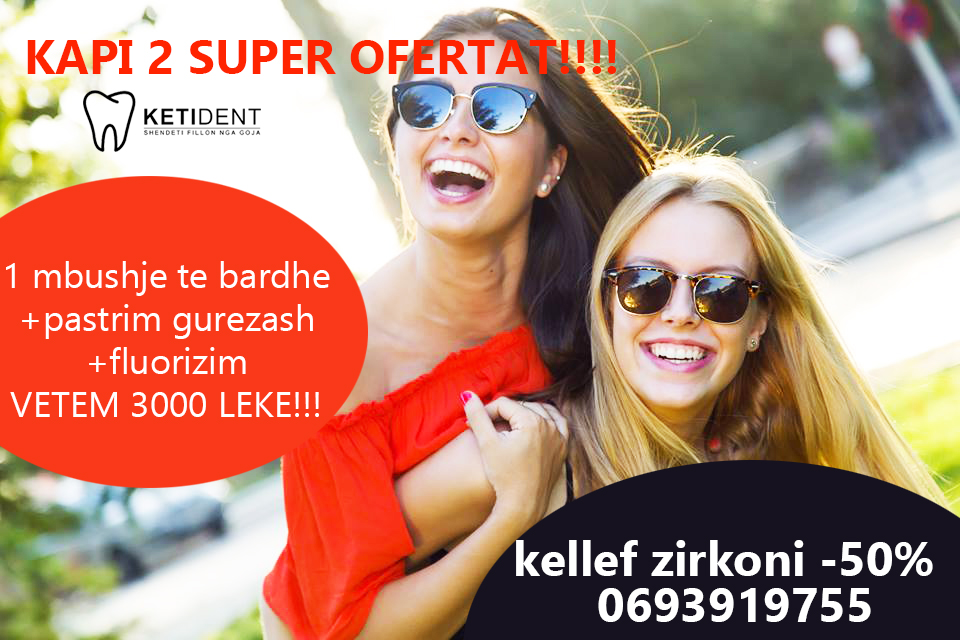 KAPI 2 SUPER OFERTAT!!!!
KETIDENT
SHENDETI FILLON NGA GOJA
1 mbushje te bardhe
+pastrim gurezash
+fluorizim
VETEM 3000 LEKE!!!
kellef zirkoni -50%
0693919755